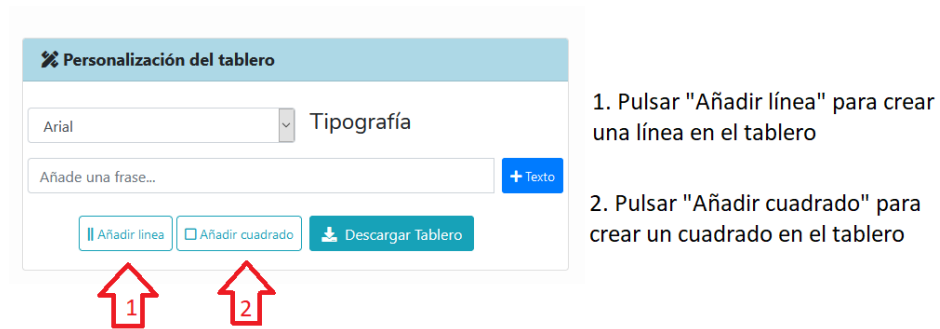 Personalización del tablero
Arial
Tipografía
Añade una frase...
+ Texto
Añadir linea
Añadir cuadrado
Descargar Tablero
1
2
1. Pulsar "Añadir línea" para crear
una línea en el tablero
2. Pulsar "Añadir cuadrado" para
crear un cuadrado en el tablero